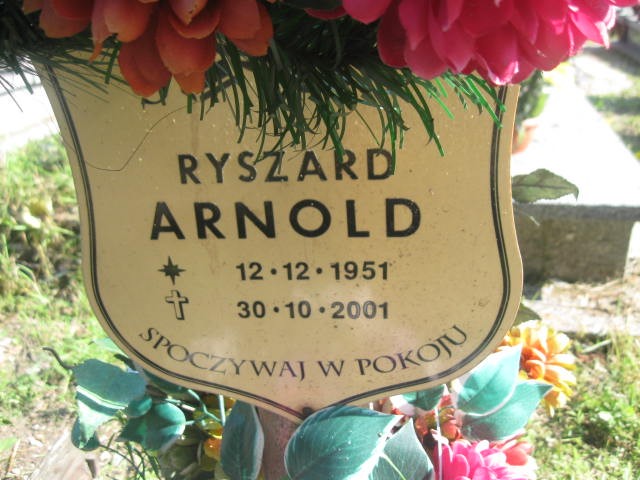 RYSZARD
ARNOLD
12·12·1951
30·10·2001
SPOCZYWAJ W POKOJU